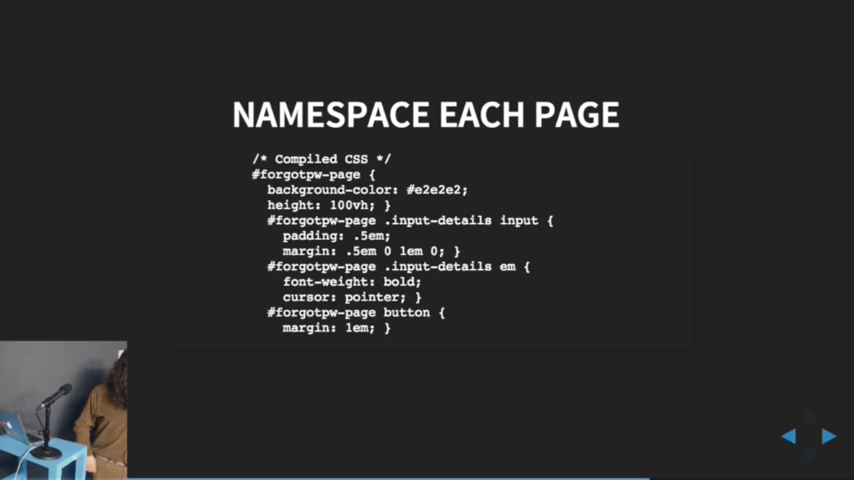 NAMESPACE EACH PAGE
/* Compiled CSS */
#forgotpw-page {
background-color: #e2e2e2;
height: 100vh; }
#forgotpw-page .input-details input {
padding: .5em;
margin: .5em 0 1em 0; }
#forgotpw-page .input-details em {
font-weight: bold;
cursor: pointer; }
#forgotpw-page button {
margin: 1em; }